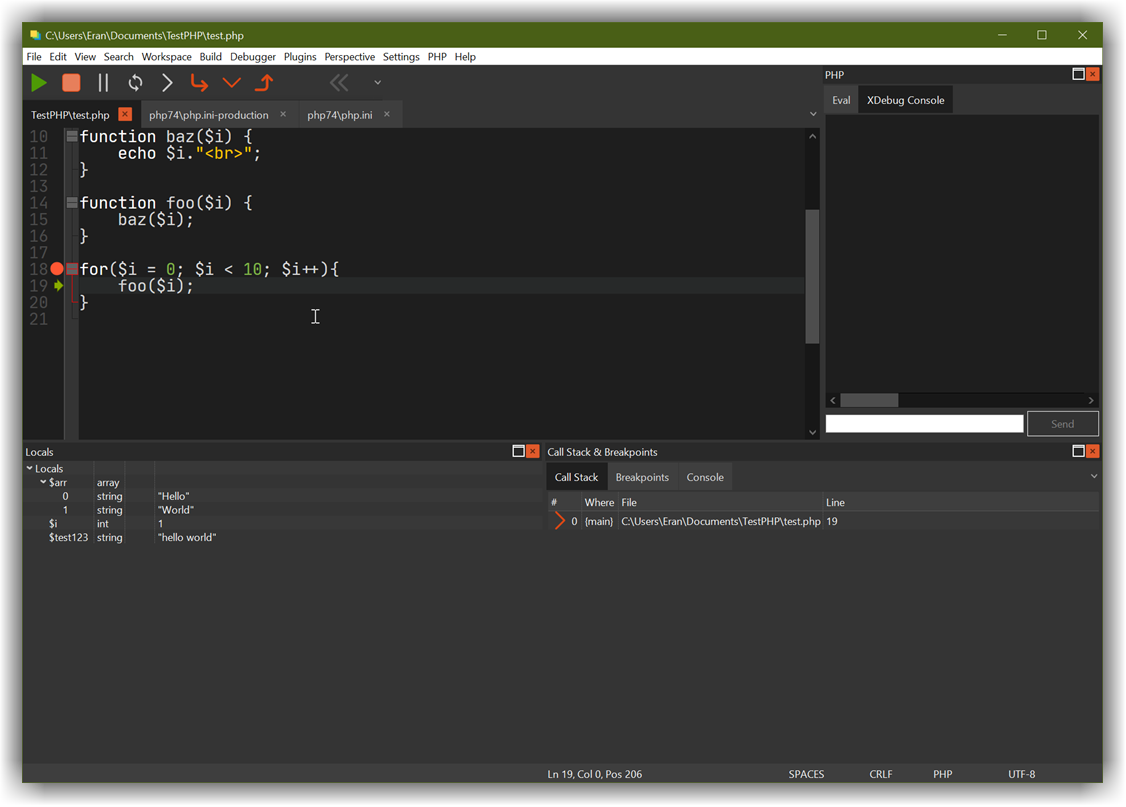 C:\Users\Eran\Documents\TestPHP\test.php
File Edit View Search Workspace Build Debugger Plugins Perspective Settings PHP Help
TestPHP\test.php php74\php.ini-production php74\php.ini
10 function baz($i) {
11     echo $i."<br>";
12 }
13
14 function foo($i) {
15     baz($i);
16 }
17
18 for($i = 0; $i < 10; $i++){
19     foo($i);
20 }
21
PHP
Eval XDebug Console
Send
Locals
Locals
$arr array
0 string "Hello"
1 string "World"
$i int 1
$test123 string "hello world"
Call Stack & Breakpoints
Call Stack Breakpoints Console
# Where File Line
0 {main} C:\Users\Eran\Documents\TestPHP\test.php 19
Ln 19, Col 0, Pos 206 SPACES CRLF PHP UTF-8